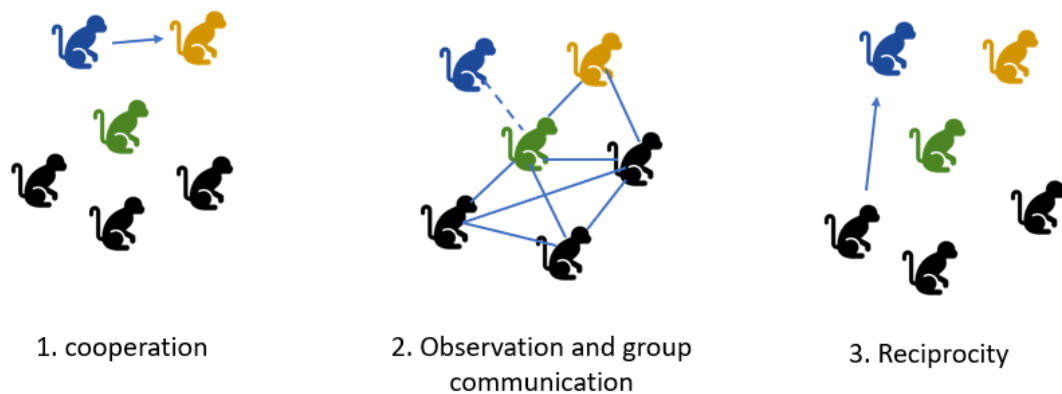 1. cooperation
2. Observation and group
communication
3. Reciprocity